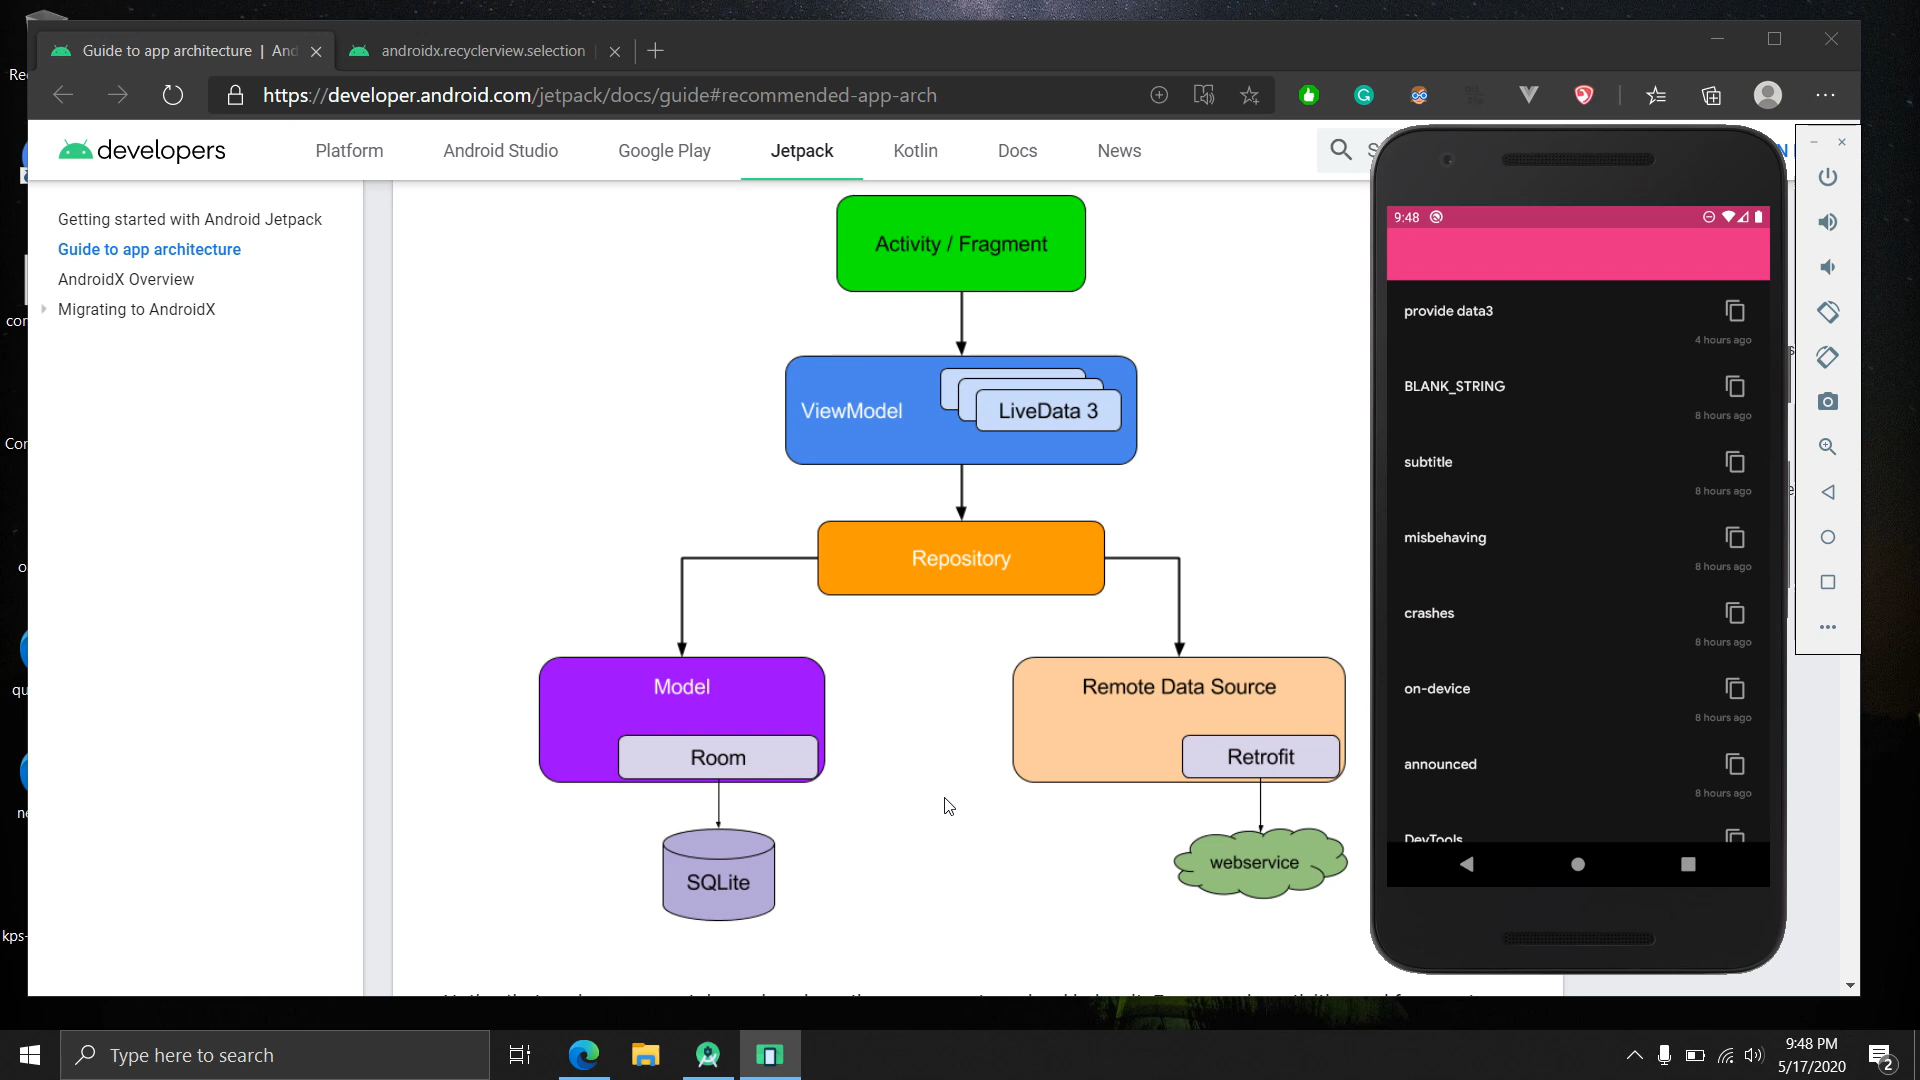 Guide to app architecture | And
androidx.recyclerview.selection
https://developer.android.com/jetpack/docs/guide#recommended-app-arch
developers
Platform
Android Studio
Google Play
Jetpack
Kotlin
Docs
News
Getting started with Android Jetpack
Guide to app architecture
AndroidX Overview
Migrating to AndroidX
Activity / Fragment
ViewModel
LiveData 3
Repository
Model
Room
SQLite
Remote Data Source
Retrofit
webservice
9:48
provide data3
4 hours ago
BLANK_STRING
8 hours ago
subtitle
8 hours ago
misbehaving
8 hours ago
crashes
8 hours ago
on-device
8 hours ago
announced
8 hours ago
DevTools
Type here to search
9:48 PM
5/17/2020
2